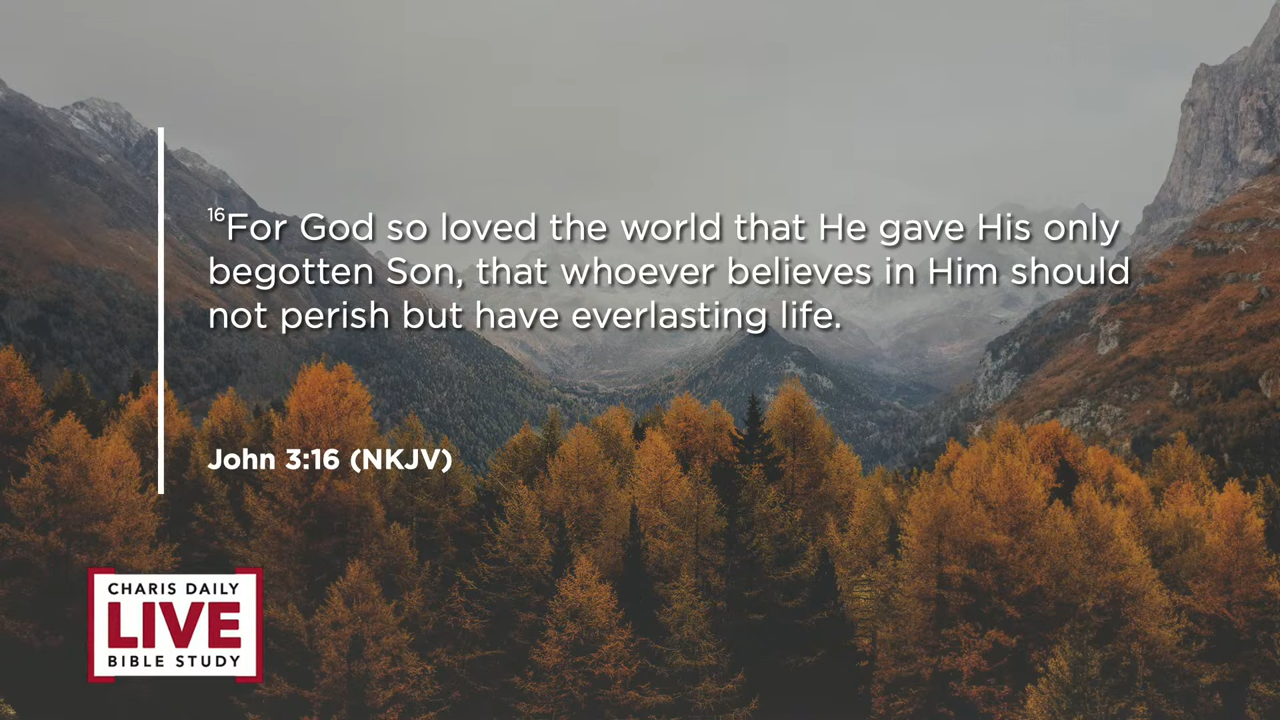 16For God so loved the world that He gave His only
begotten Son, that whoever believes in Him should
not perish but have everlasting life.
John 3:16 (NKJV)
CHARIS DAILY
LIVE
BIBLE STUDY